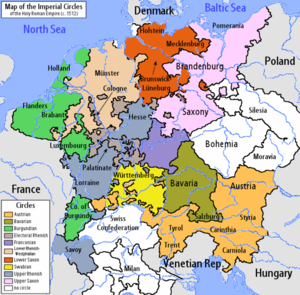 Map of the Imperial Circles
of the Holy Roman Empire (c. 1512)
Denmark
Baltic Sea
North Sea
Pomerania
Holstein
Mecklenburg
Holland
Münster
Brandenburg
Poland
Brunswick
Lüneburg
Cologne
Flanders
Brabant
Saxony
Silesia
Hesse
Luxembourg
Bohemia
Moravia
Palatinate
Lorraine
Württemberg
France
Bavaria
Austria
Co. of
Burgundy
Salzburg
Styria
Swiss
Confederation
Tyrol
Carinthia
Savoy
Trent
Carniola
Milan
Venetian Rep.
Hungary
Circles
Austrian
Bavarian
Burgundian
Electoral Rhenish
Franconian
Lower Rhenish-
Westphalian
Lower Saxon
Swabian
Upper Rhenish
Upper Saxon
no circle